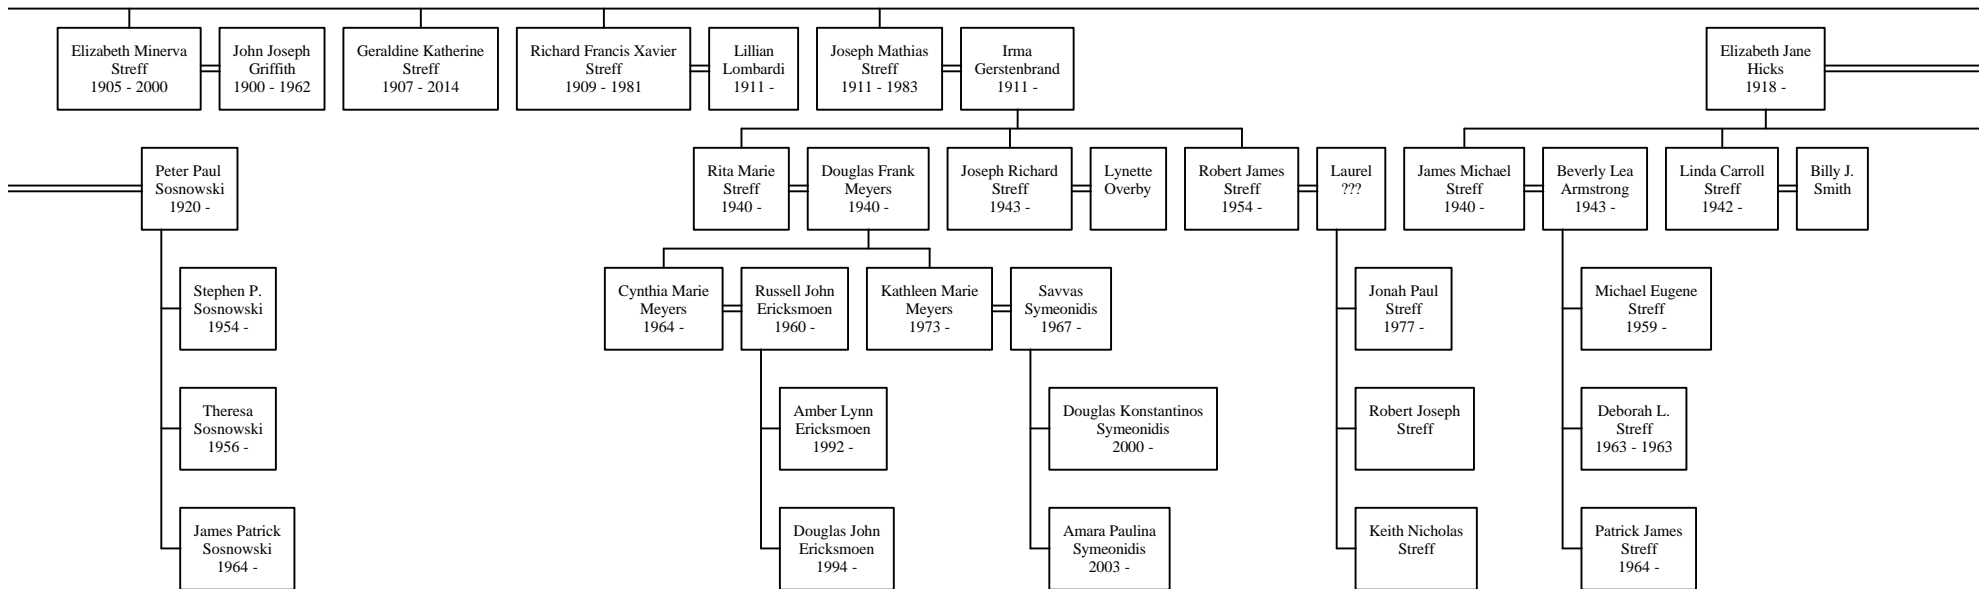 Elizabeth Minerva
Streff
1905 - 2000
John Joseph
Griffith
1900 - 1962
Geraldine Katherine
Streff
1907 - 2014
Richard Francis Xavier
Streff
1909 - 1981
Lillian
Lombardi
1911 -
Joseph Mathias
Streff
1911 - 1983
Irma
Gerstenbrand
1911 -
Elizabeth Jane
Hicks
1918 -
Peter Paul
Sosnowski
1920 -
Rita Marie
Streff
1940 -
Douglas Frank
Meyers
1940 -
Joseph Richard
Streff
1943 -
Lynette
Overby
Robert James
Streff
1954 -
Laurel
???
James Michael
Streff
1940 -
Beverly Lea
Armstrong
1943 -
Linda Carroll
Streff
1942 -
Billy J.
Smith
Stephen P.
Sosnowski
1954 -
Cynthia Marie
Meyers
1964 -
Russell John
Ericksmoen
1960 -
Kathleen Marie
Meyers
1973 -
Savvas
Symeonidis
1967 -
Jonah Paul
Streff
1977 -
Michael Eugene
Streff
1959 -
Theresa
Sosnowski
1956 -
Amber Lynn
Ericksmoen
1992 -
Douglas Konstantinos
Symeonidis
2000 -
Robert Joseph
Streff
Deborah L.
Streff
1963 - 1963
James Patrick
Sosnowski
1964 -
Douglas John
Ericksmoen
1994 -
Amara Paulina
Symeonidis
2003 -
Keith Nicholas
Streff
Patrick James
Streff
1964 -